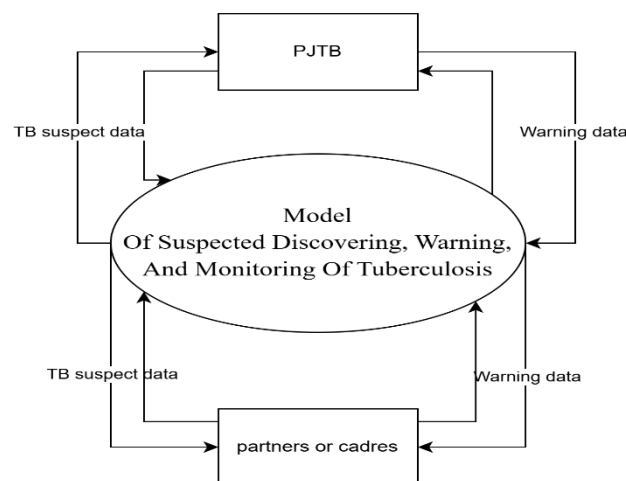 PJTB
TB suspect data
Warning data
Model
Of Suspected Discovering, Warning,
And Monitoring Of Tuberculosis
TB suspect data
Warning data
partners or cadres